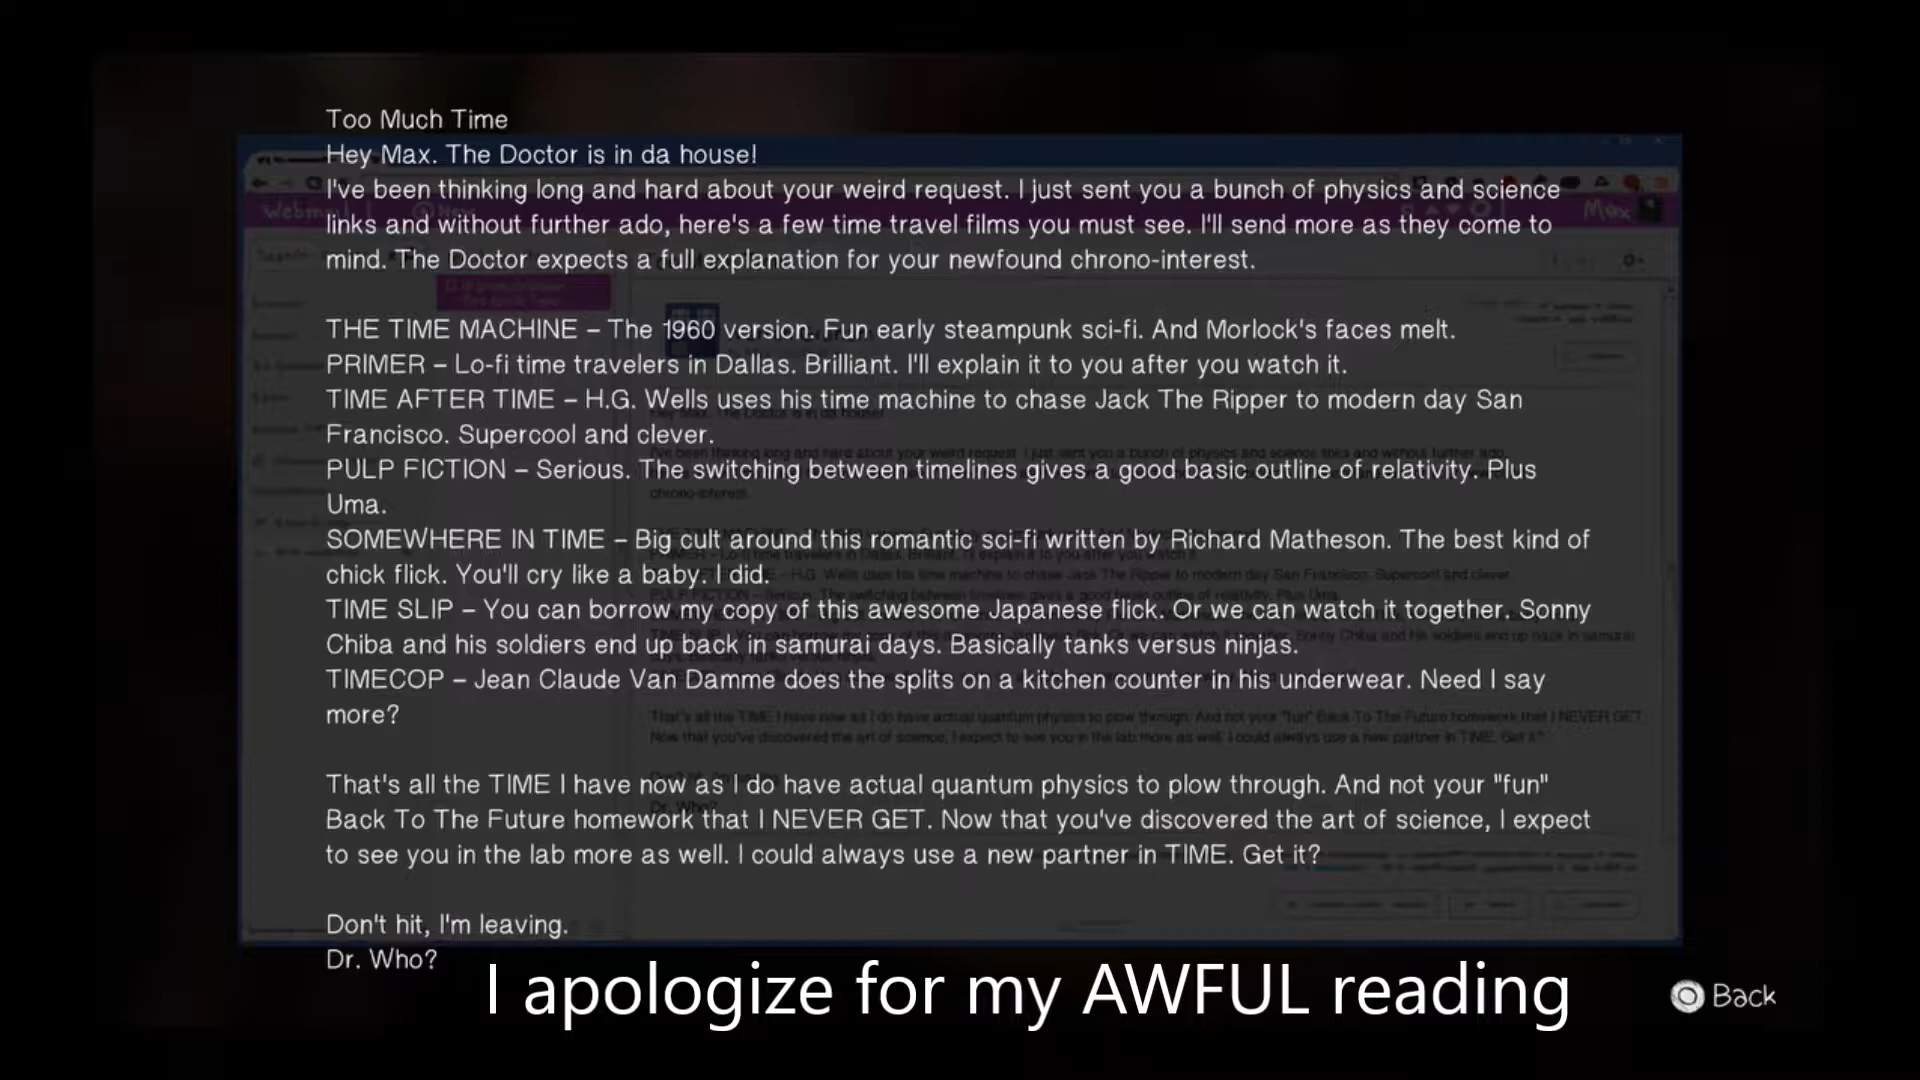 Too Much Time
Hey Max. The Doctor is in da house!
I've been thinking long and hard about your weird request. I just sent you a bunch of physics and science
links and without further ado, here's a few time travel films you must see. I'll send more as they come to
mind. The Doctor expects a full explanation for your newfound chrono-interest.
THE TIME MACHINE – The 1960 version. Fun early steampunk sci-fi. And Morlock's faces melt.
PRIMER – Lo-fi time travelers in Dallas. Brilliant. I'll explain it to you after you watch it.
TIME AFTER TIME – H.G. Wells uses his time machine to chase Jack The Ripper to modern day San
Francisco. Supercool and clever.
PULP FICTION – Serious. The switching between timelines gives a good basic outline of relativity. Plus
Uma.
SOMEWHERE IN TIME – Big cult around this romantic sci-fi written by Richard Matheson. The best kind of
chick flick. You'll cry like a baby. I did.
TIME SLIP – You can borrow my copy of this awesome Japanese flick. Or we can watch it together. Sonny
Chiba and his soldiers end up back in samurai days. Basically tanks versus ninjas.
TIMECOP – Jean Claude Van Damme does the splits on a kitchen counter in his underwear. Need I say
more?
That's all the TIME I have now as I do have actual quantum physics to plow through. And not your "fun"
Back To The Future homework that I NEVER GET. Now that you've discovered the art of science, I expect
to see you in the lab more as well. I could always use a new partner in TIME. Get it?
Don't hit, I'm leaving.
Dr. Who?
I apologize for my AWFUL reading
Back
Webmail
Max